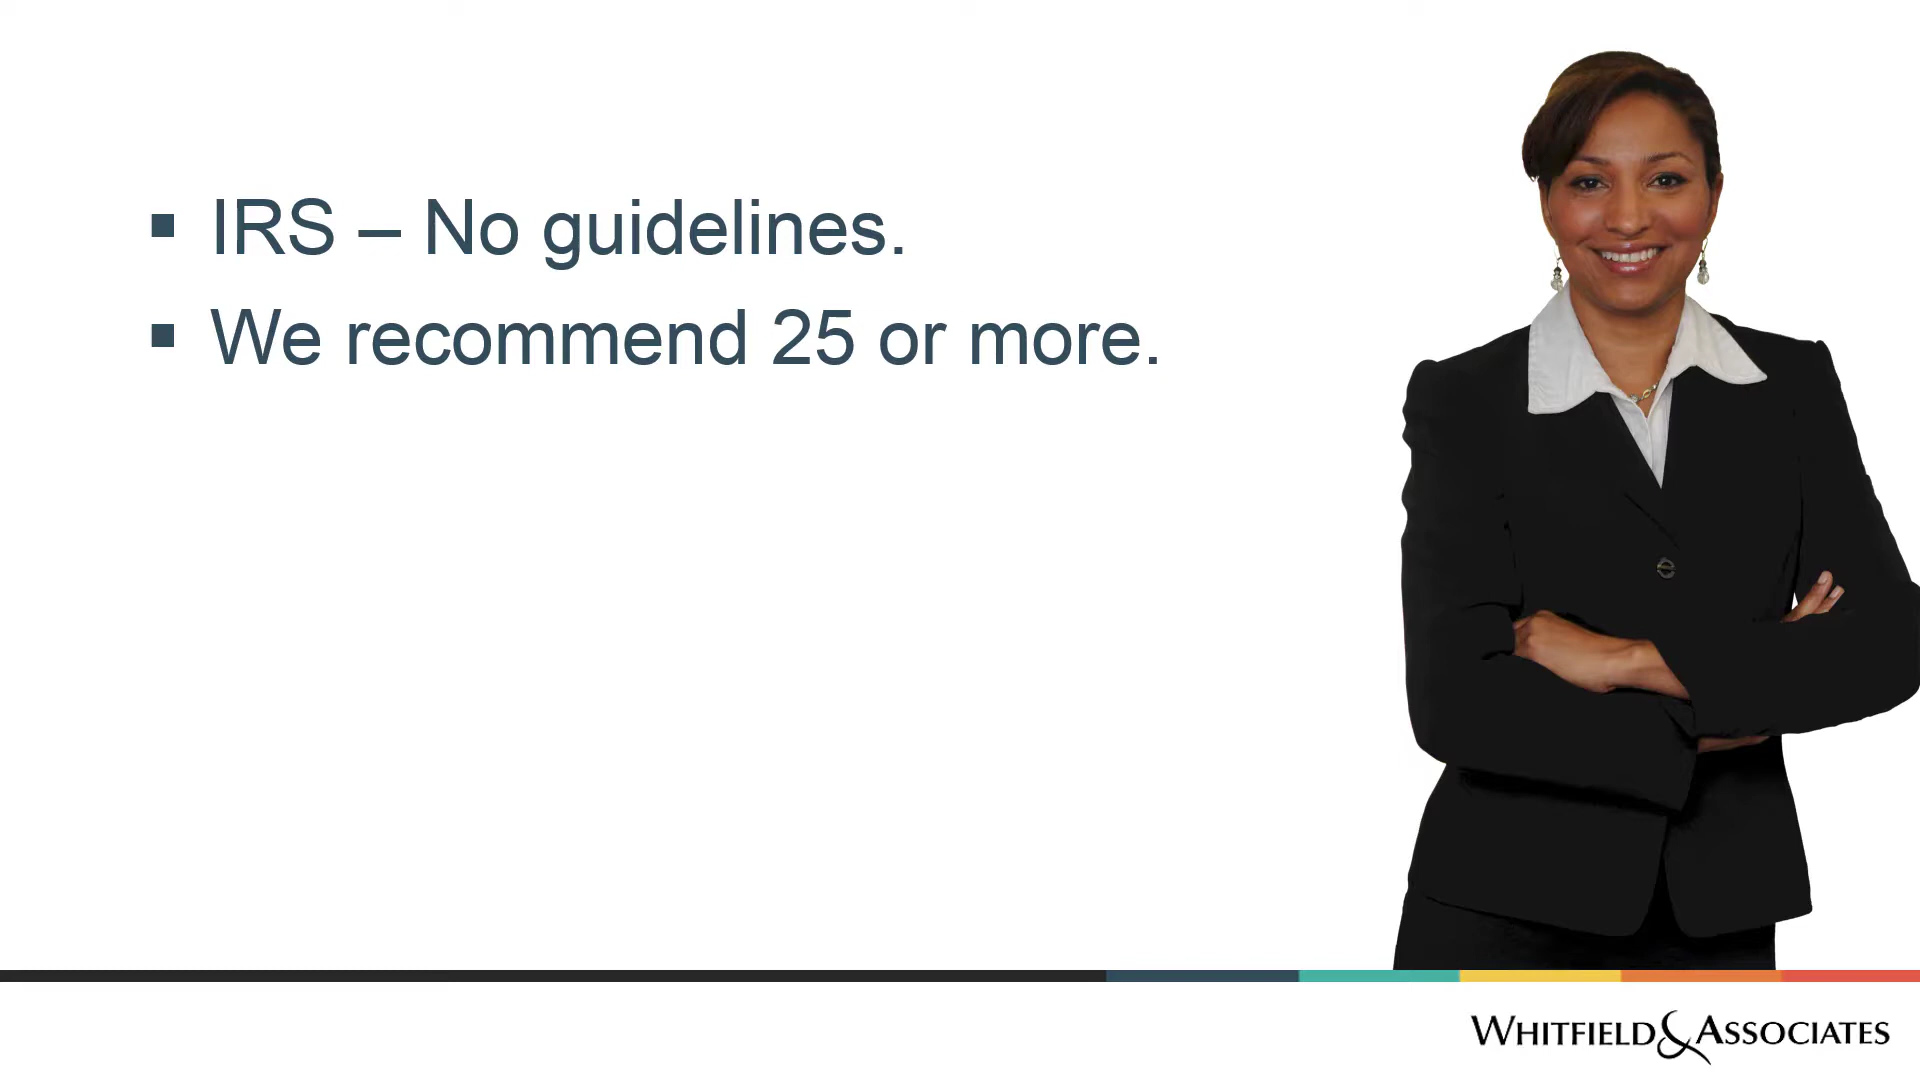 ▪ IRS – No guidelines.
▪ We recommend 25 or more.
WHITFIELD & ASSOCIATES